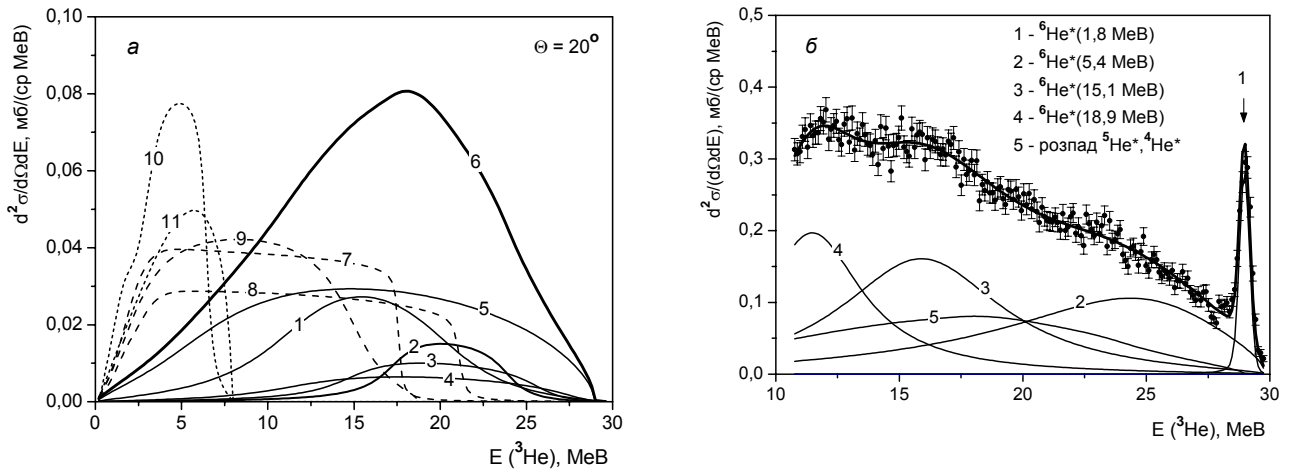 0,10
0,08
0,06
0,04
0,02
0,00
d²σ/dΩdE, мб/(ср МеВ)
а
Θ = 20°
10
11
9
7
8
1
2
3
4
5
6
0 5 10 15 20 25 30
E (³He), МеВ
0,5
0,4
0,3
0,2
0,1
0,0
d²σ/(dΩdE), мб/(ср МеВ)
б
1 - ⁶He*(1,8 МеВ)
2 - ⁶He*(5,4 МеВ)
3 - ⁶He*(15,1 МеВ)
4 - ⁶He*(18,9 МеВ)
5 - розпад ⁵He*,⁴He*
1
4
3
2
5
10 15 20 25 30
E (³He), МеВ